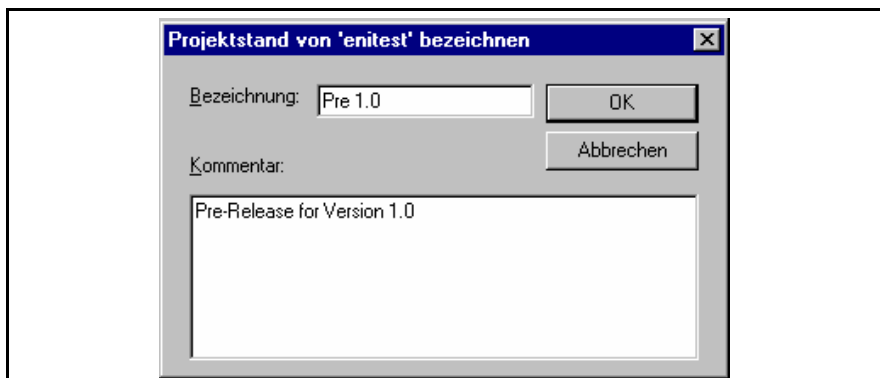 Projektstand von 'enitest' bezeichnen
Bezeichnung: Pre 1.0 OK
Abbrechen
Kommentar:
Pre-Release for Version 1.0